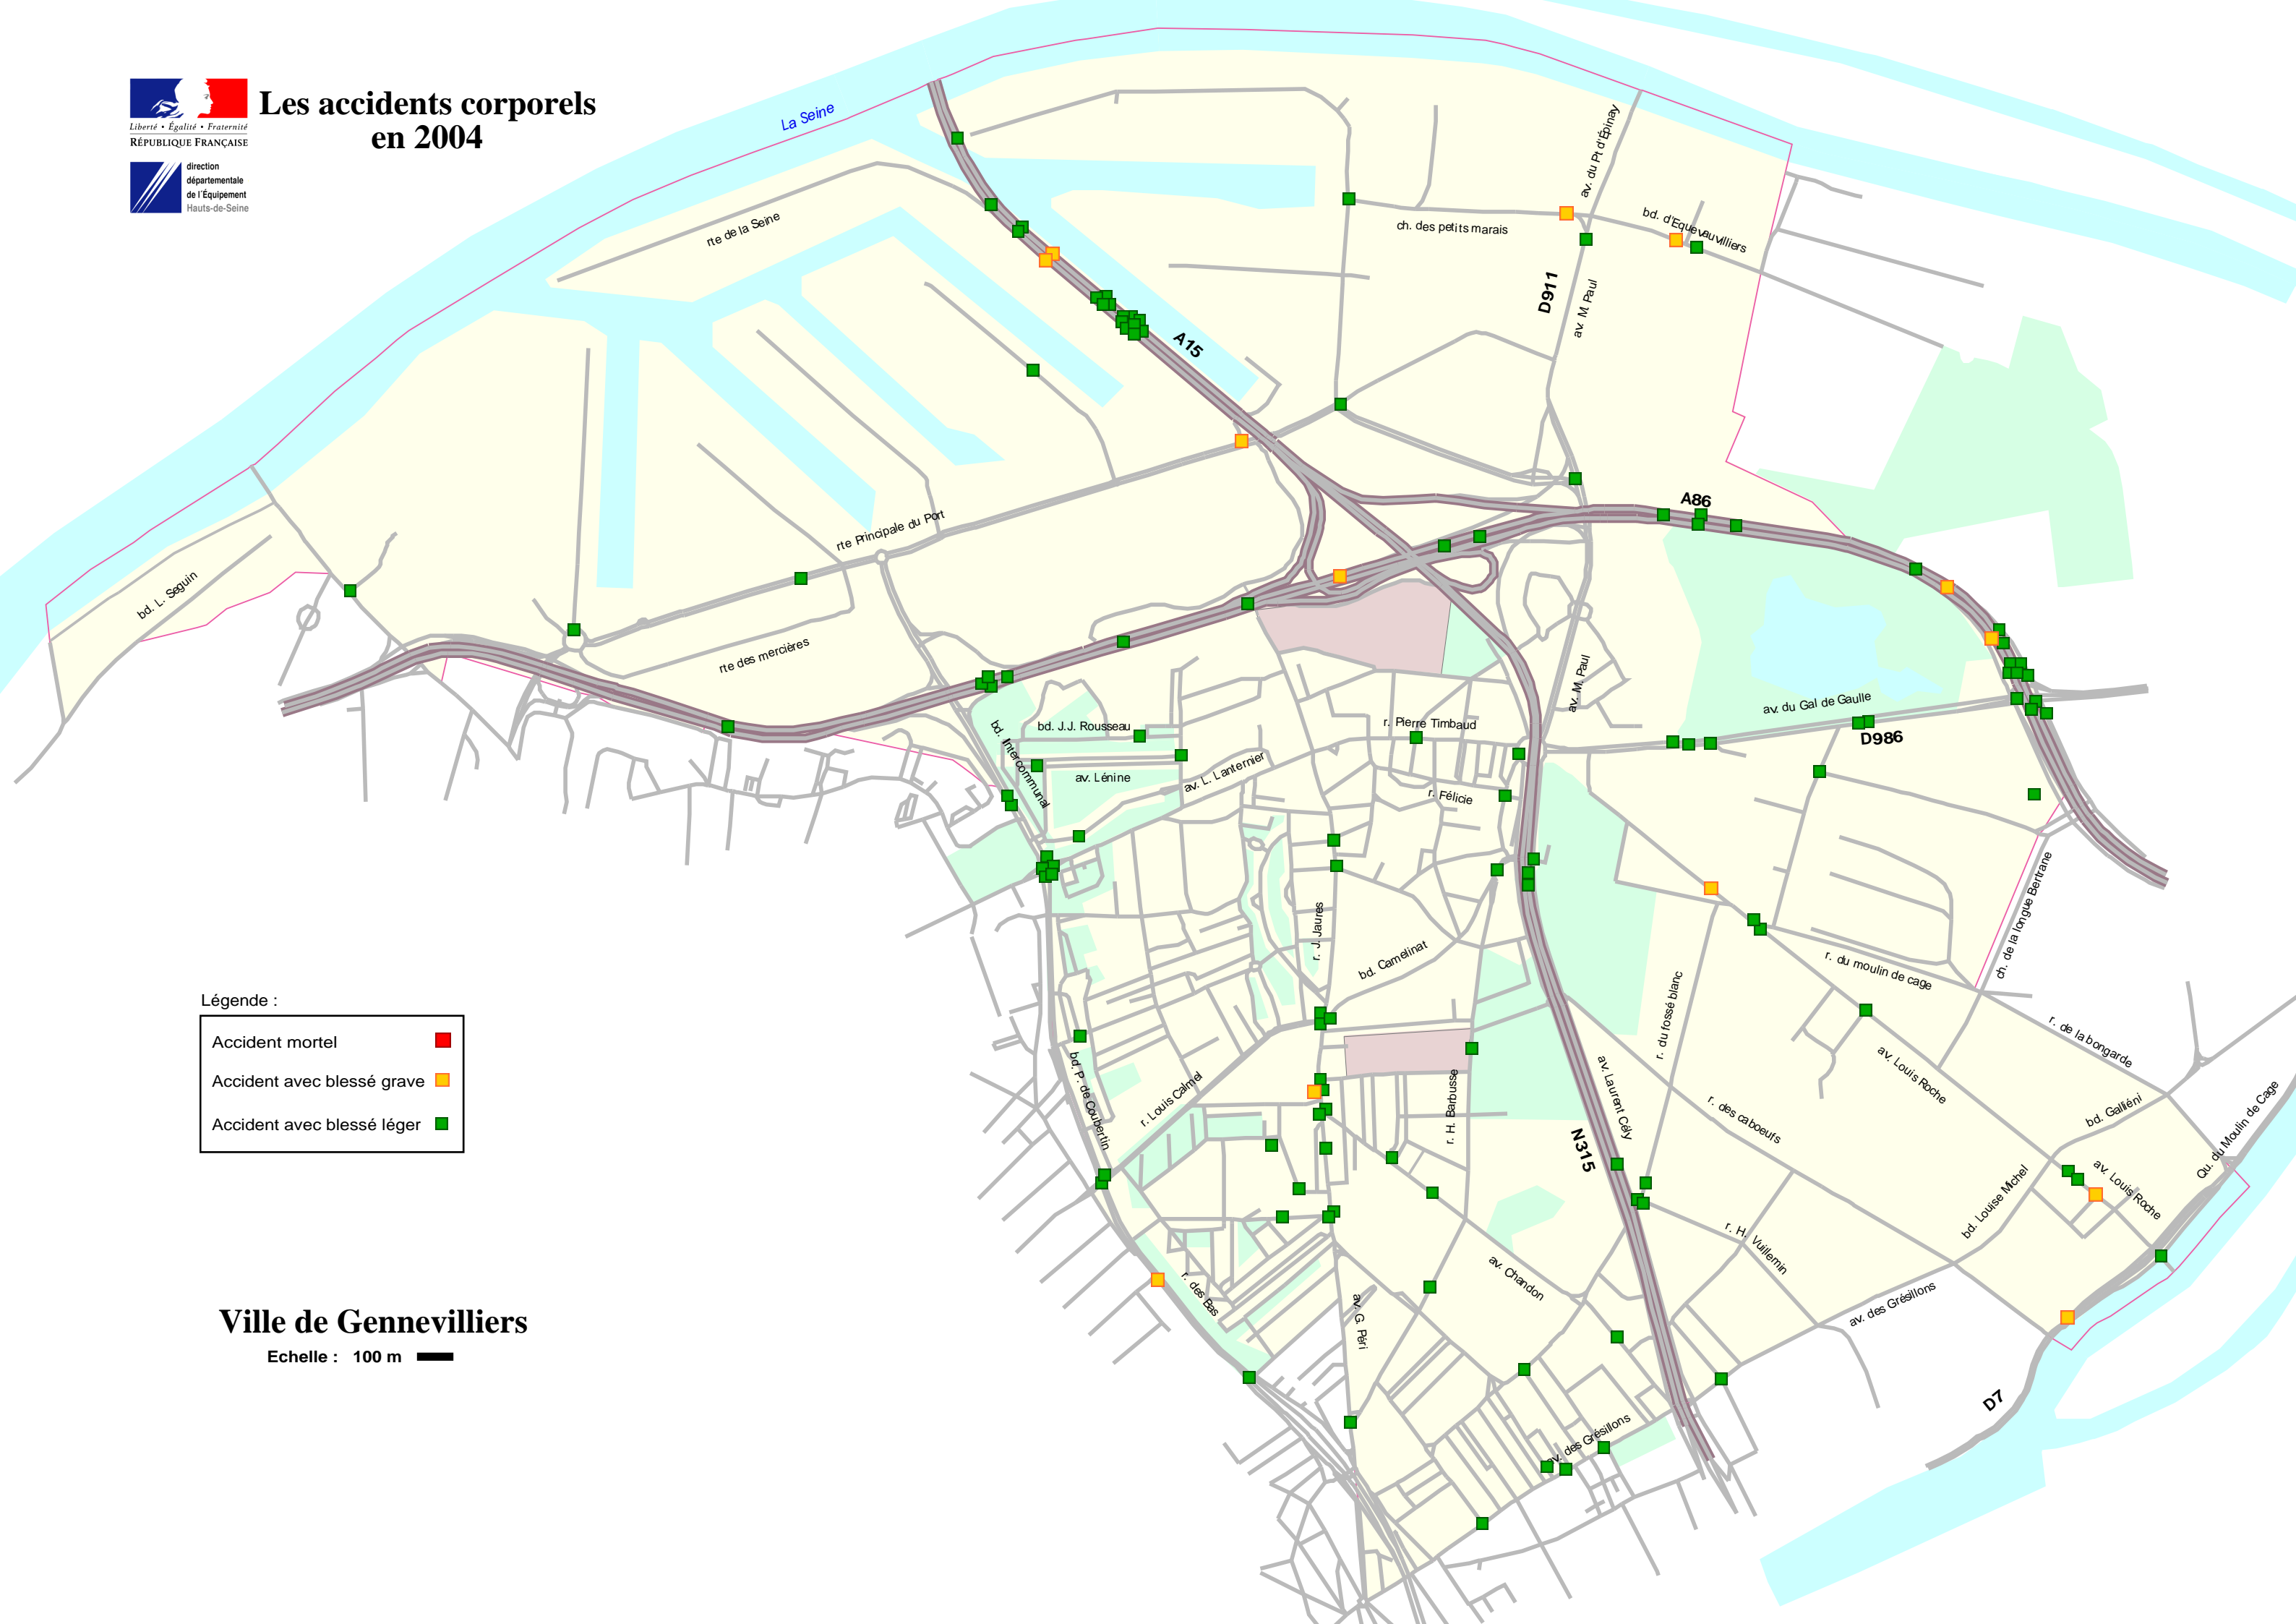 Les accidents corporels
en 2004
Liberté • Égalité • Fraternité
RÉPUBLIQUE FRANÇAISE
direction
départementale
de l'Équipement
Hauts-de-Seine
La Seine
rte de la Seine
av. du Pt d'Épinay
bd. d'Equevauvilliers
ch. des petits marais
D911
av. M. Paul
A15
A86
rte Principale du Port
bd. L. Seguin
rte des mercières
av. M. Paul
av. du Gal de Gaulle
D986
bd. J.J. Rousseau
r. Pierre Timbaud
bd. Intercommunal
av. Lénine
av. L. Lanternier
r. Félicie
r. J. Jaures
bd. Camelinat
ch. de la longue Bertrane
r. du moulin de cage
r. du fossé blanc
r. de la bongarde
av. Louis Roche
Légende :
Accident mortel
Accident avec blessé grave
Accident avec blessé léger
bd. P. de Coubertin
r. Louis Calmel
r. H. Barbusse
av. Laurent Cély
N315
r. des caboeufs
bd. Galliéni
Qu. du Moulin de Cage
bd. Louise Michel
av. Louis Roche
r. H. Vuillemin
r. des Bas
av. Chandon
av. G. Péri
av. des Grésillons
D7
av. des Grésillons
Ville de Gennevilliers
Echelle : 100 m